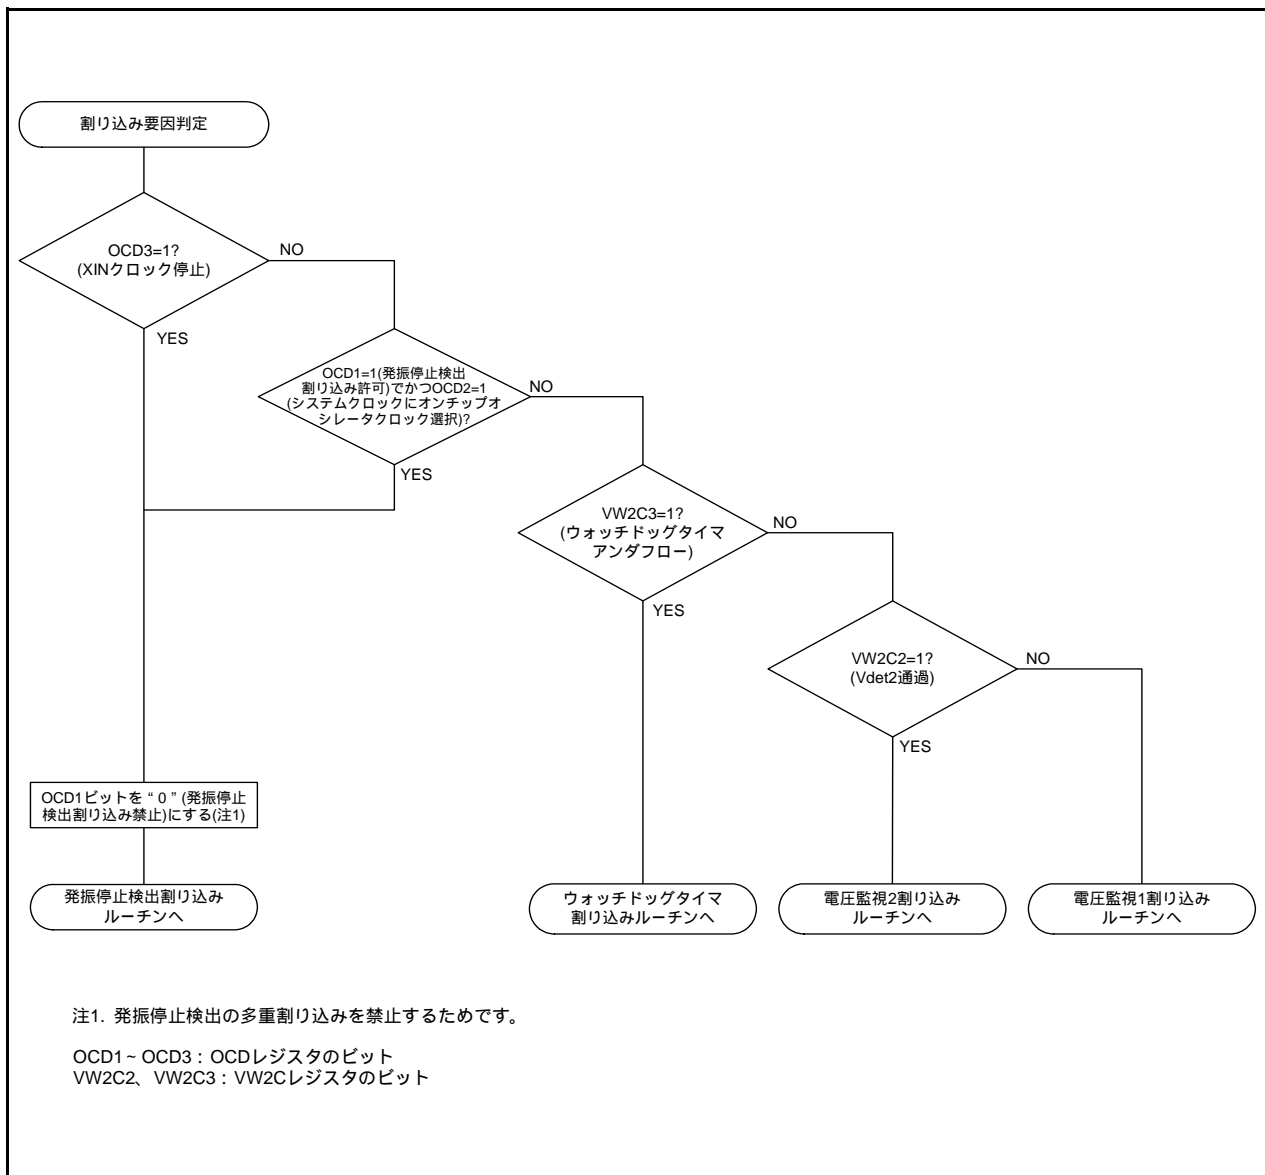 割り込み要因判定
OCD3=1?
(XINクロック停止)
NO
YES
OCD1=1(発振停止検出
割り込み許可)でかつOCD2=1
(システムクロックにオンチップオ
シレータクロック選択)?
NO
YES
VW2C3=1?
(ウォッチドッグタイマ
アンダフロー)
NO
YES
VW2C2=1?
(Vdet2通過)
NO
YES
OCD1ビットを“0”(発振停止
検出割り込み禁止)にする(注1)
発振停止検出割り込み
ルーチンへ
ウォッチドッグタイマ
割り込みルーチンへ
電圧監視2割り込み
ルーチンへ
電圧監視1割り込み
ルーチンへ
注1. 発振停止検出の多重割り込みを禁止するためです。
OCD1~OCD3:OCDレジスタのビット
VW2C2、VW2C3:VW2Cレジスタのビット